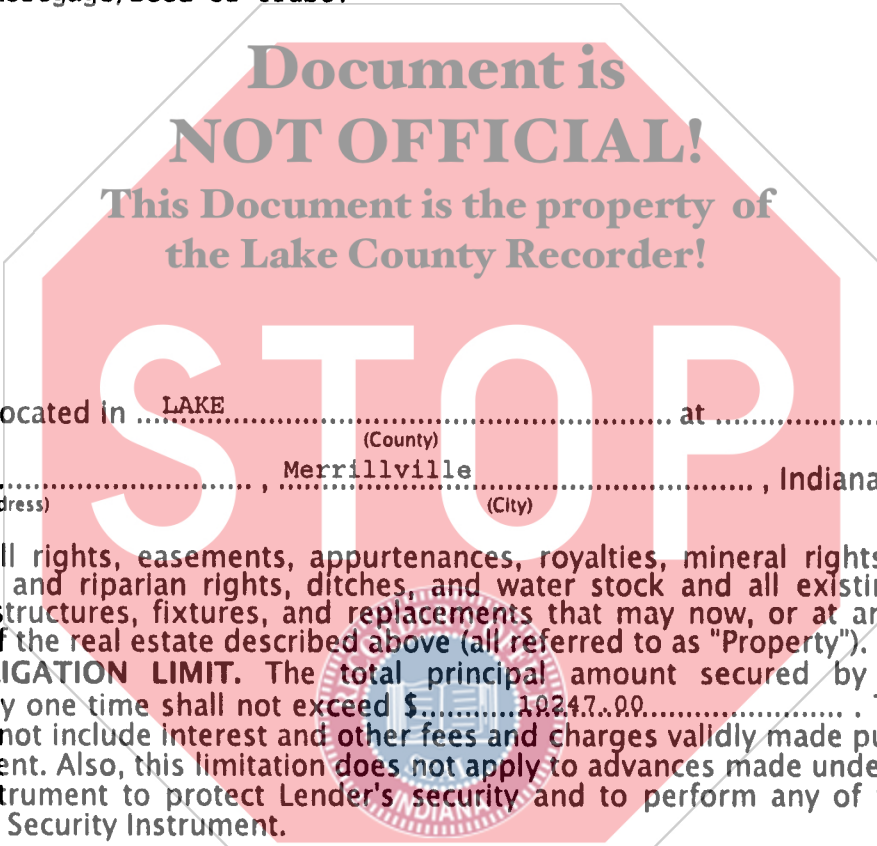 Document is
NOT OFFICIAL!
This Document is the property of
the Lake County Recorder!
STOP
ocated in ..LAKE.......... at ..........
(County)
.........., Merrillville.........., Indiana
dress) (City)
ll rights, easements, appurtenances, royalties, mineral rights
and riparian rights, ditches, and water stock and all existin
structures, fixtures, and replacements that may now, or at an
f the real estate described above (all referred to as "Property").
IGATION LIMIT. The total principal amount secured by
y one time shall not exceed $..........10247.00.......... .
not include interest and other fees and charges validly made pu
ent. Also, this limitation does not apply to advances made unde
trument to protect Lender's security and to perform any of
Security Instrument.
INDIANA